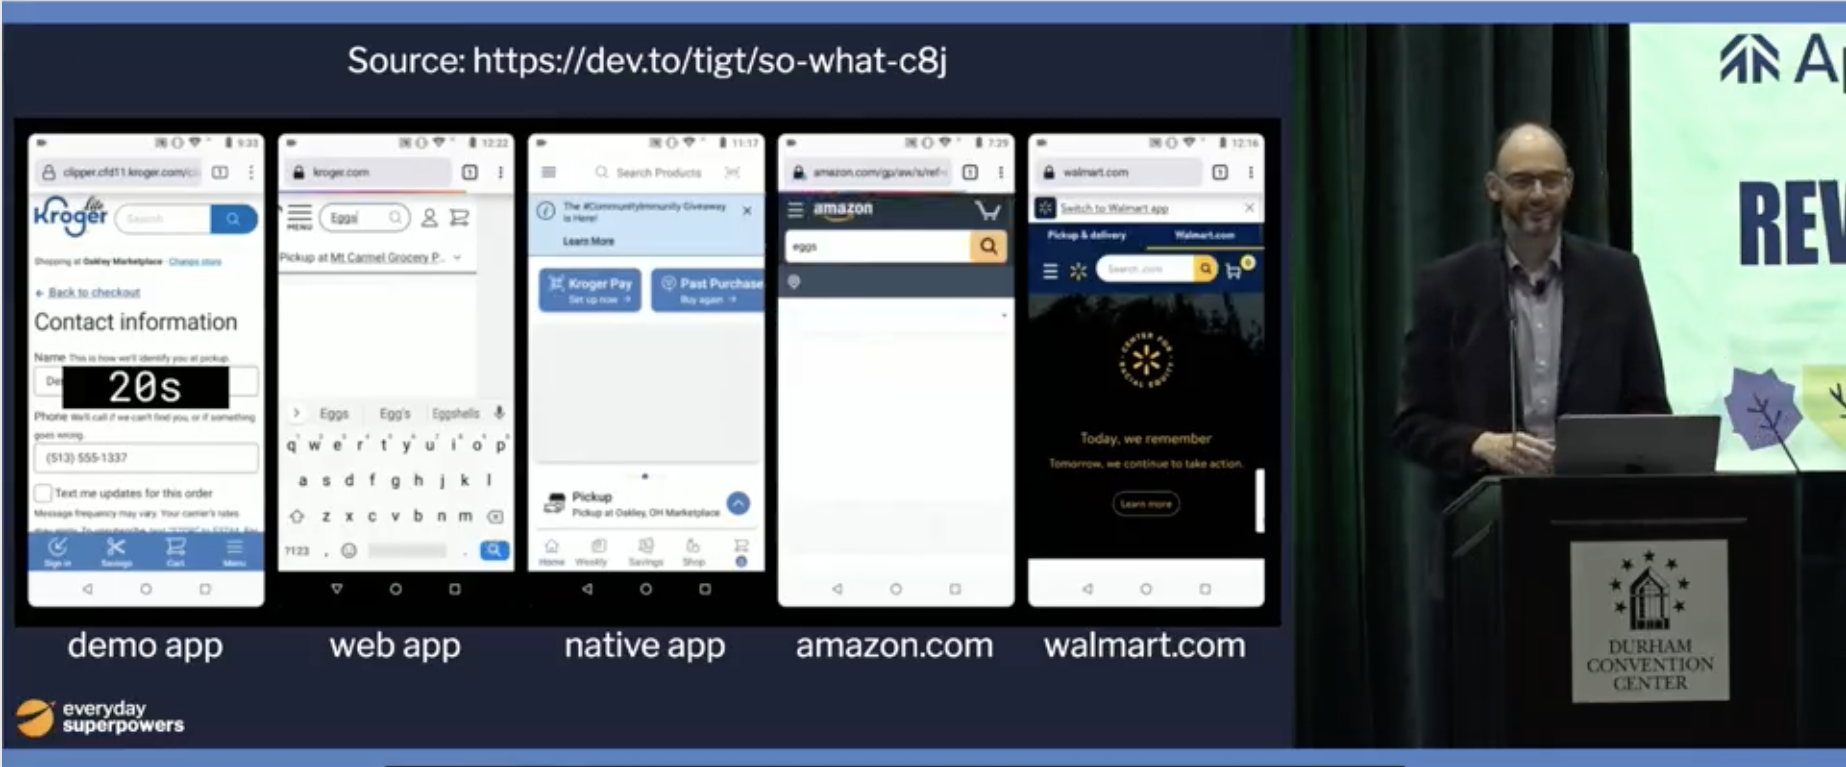 Source: https://dev.to/tigt/so-what-c8j
9:33
clipper.cfd11.kroger.com/
1
Kroger
lite
Search
Shopping at Oakley Marketplace · Change store
← Back to checkout
Contact information
Name This is how we'll identify you at pickup.
20s
Phone We'll call if we can't find you, or if something
goes wrong.
(513) 555-1337
Text me updates for this order
Message frequency may vary. Your carrier's rates
Sign in
Savings
Cart
Menu
demo app
12:22
kroger.com
1
MENU
Eggs
Pickup at Mt Carmel Grocery P..
Eggs
Egg's
Eggshells
q w e r t y u i o p
a s d f g h j k l
z x c v b n m
?123 , .
web app
11:17
Search Products
The #CommunityImmunity Giveaway
is Here!
Learn More
Kroger Pay
Set up now →
Past Purchase
Buy again →
Pickup
Pickup at Oakley, OH Marketplace
Home
Weekly
Savings
Shop
native app
7:29
amazon.com/gp/aw/s/ref=
1
amazon
eggs
amazon.com
12:16
walmart.com
1
Switch to Walmart app
Pickup & delivery
Walmart.com
Search .com
0
CENTER FOR
RACIAL EQUITY
Today, we remember
Tomorrow, we continue to take action.
Learn more
walmart.com
everyday
superpowers
REV
DURHAM
CONVENTION
CENTER